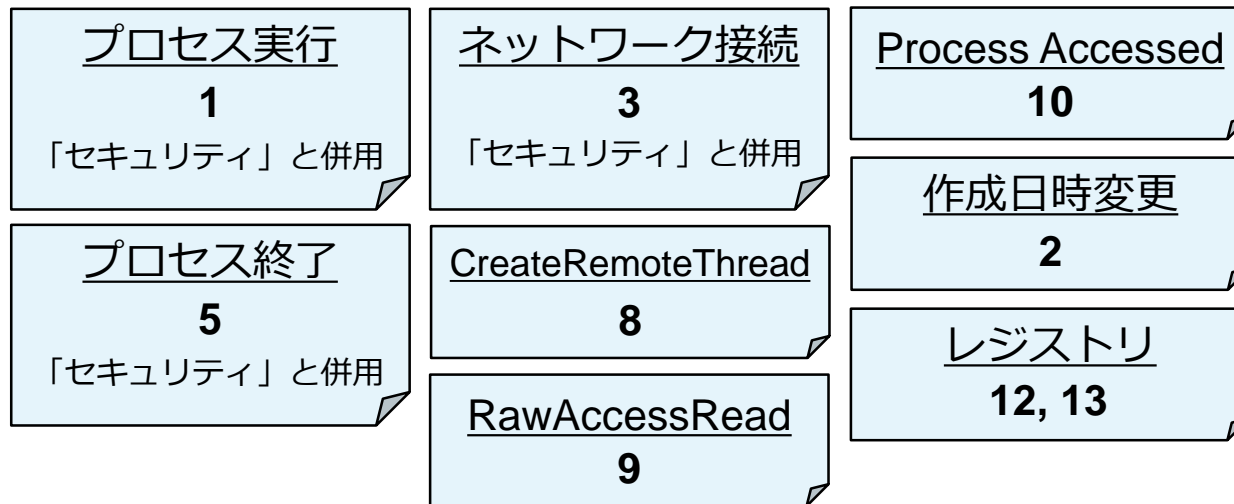 プロセス実行
1
「セキュリティ」と併用
プロセス終了
5
「セキュリティ」と併用
ネットワーク接続
3
「セキュリティ」と併用
CreateRemoteThread
8
RawAccessRead
9
Process Accessed
10
作成日時変更
2
レジストリ
12, 13